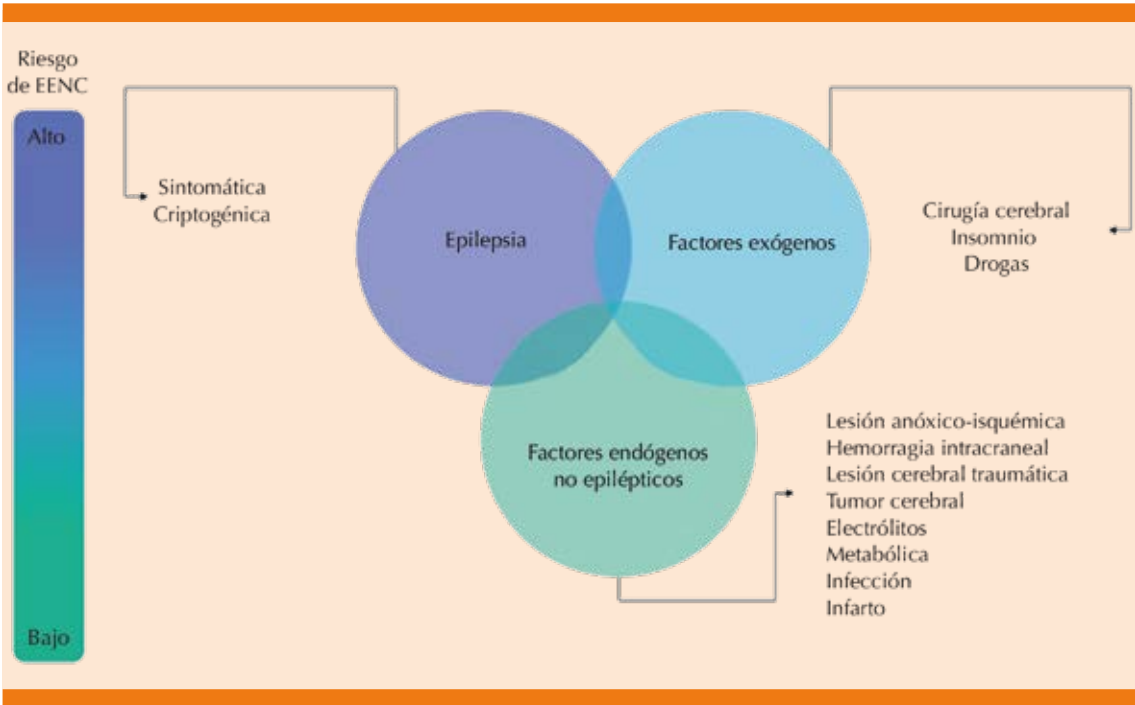 Riesgo
de EENC
Alto
Bajo
Sintomática
Criptogénica
Epilepsia
Factores exógenos
Cirugía cerebral
Insomnio
Drogas
Factores endógenos
no epilépticos
Lesión anóxico-isquémica
Hemorragia intracraneal
Lesión cerebral traumática
Tumor cerebral
Electrólitos
Metabólica
Infección
Infarto